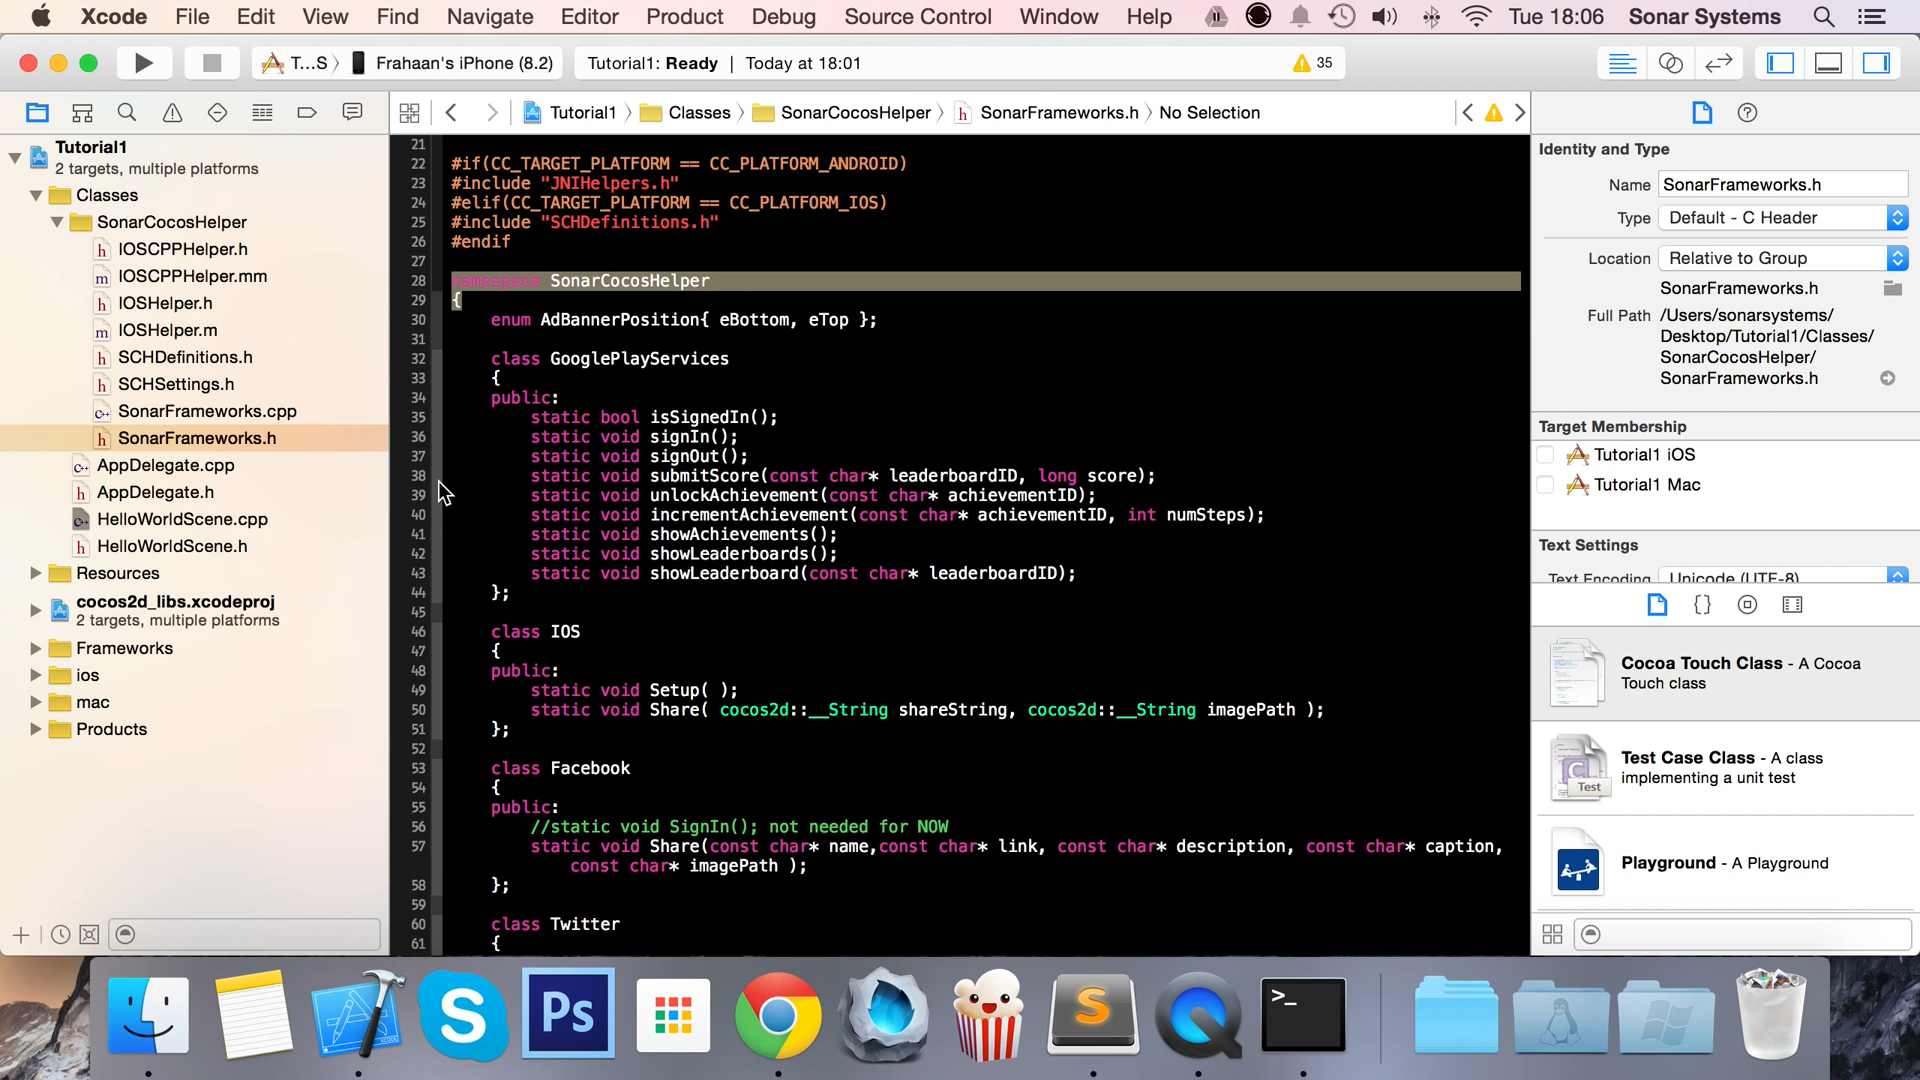 Xcode File Edit View Find Navigate Editor Product Debug Source Control Window Help Tue 18:06 Sonar Systems
T...S Frahaan's iPhone (8.2) Tutorial1: Ready | Today at 18:01 35
Tutorial1 Classes SonarCocosHelper SonarFrameworks.h No Selection
Tutorial1
2 targets, multiple platforms
Classes
SonarCocosHelper
IOSCPPHelper.h
IOSCPPHelper.mm
IOSHelper.h
IOSHelper.m
SCHDefinitions.h
SCHSettings.h
SonarFrameworks.cpp
SonarFrameworks.h
AppDelegate.cpp
AppDelegate.h
HelloWorldScene.cpp
HelloWorldScene.h
Resources
cocos2d_libs.xcodeproj
2 targets, multiple platforms
Frameworks
ios
mac
Products
21
22 #if(CC_TARGET_PLATFORM == CC_PLATFORM_ANDROID)
23 #include "JNIHelpers.h"
24 #elif(CC_TARGET_PLATFORM == CC_PLATFORM_IOS)
25 #include "SCHDefinitions.h"
26 #endif
27
28 namespace SonarCocosHelper
29 {
30 enum AdBannerPosition{ eBottom, eTop };
31
32 class GooglePlayServices
33 {
34 public:
35 static bool isSignedIn();
36 static void signIn();
37 static void signOut();
38 static void submitScore(const char* leaderboardID, long score);
39 static void unlockAchievement(const char* achievementID);
40 static void incrementAchievement(const char* achievementID, int numSteps);
41 static void showAchievements();
42 static void showLeaderboards();
43 static void showLeaderboard(const char* leaderboardID);
44 };
45
46 class IOS
47 {
48 public:
49 static void Setup( );
50 static void Share( cocos2d::__String shareString, cocos2d::__String imagePath );
51 };
52
53 class Facebook
54 {
55 public:
56 //static void SignIn(); not needed for NOW
57 static void Share(const char* name,const char* link, const char* description, const char* caption,
const char* imagePath );
58 };
59
60 class Twitter
61 {
Identity and Type
Name SonarFrameworks.h
Type Default - C Header
Location Relative to Group
SonarFrameworks.h
Full Path /Users/sonarsystems/
Desktop/Tutorial1/Classes/
SonarCocosHelper/
SonarFrameworks.h
Target Membership
Tutorial1 iOS
Tutorial1 Mac
Text Settings
Text Encoding Unicode (UTF-8)
{}
Cocoa Touch Class - A Cocoa
Touch class
Test Case Class - A class
implementing a unit test
Test
Playground - A Playground
Ps
>_